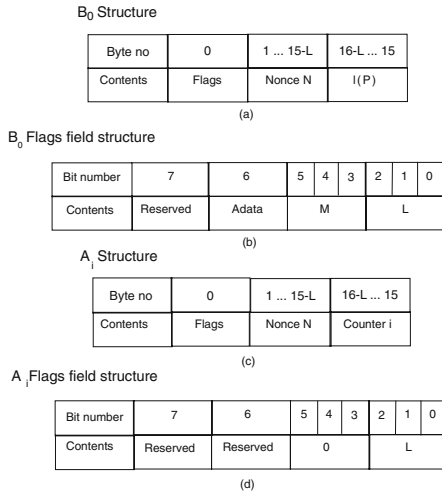 B0 Structure
Byte no 0 1 ... 15-L 16-L ... 15
Contents Flags Nonce N l(P)
(a)
B0 Flags field structure
Bit number 7 6 5 4 3 2 1 0
Contents Reserved Adata M L
(b)
Ai Structure
Byte no 0 1 ... 15-L 16-L ... 15
Contents Flags Nonce N Counter i
(c)
A i Flags field structure
Bit number 7 6 5 4 3 2 1 0
Contents Reserved Reserved 0 L
(d)